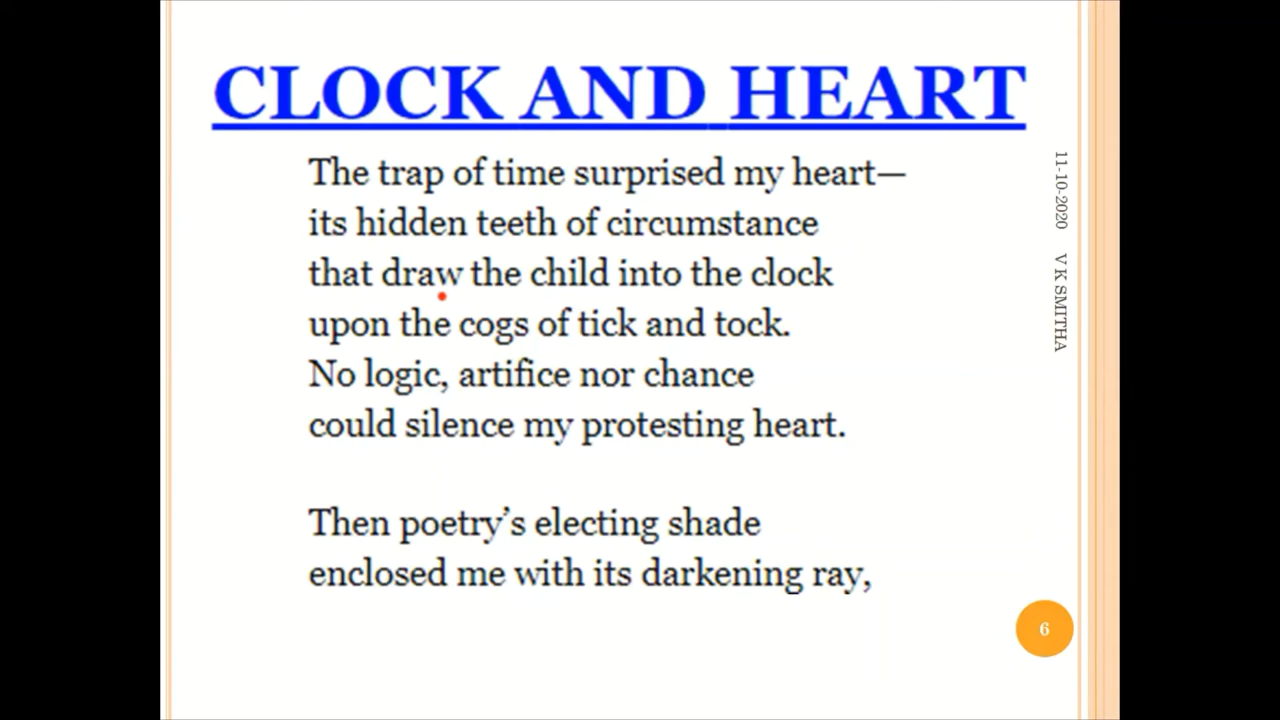 CLOCK AND HEART
The trap of time surprised my heart—
its hidden teeth of circumstance
that draw the child into the clock
upon the cogs of tick and tock.
No logic, artifice nor chance
could silence my protesting heart.
Then poetry’s electing shade
enclosed me with its darkening ray,
11-10-2020 V K SMITHA
6